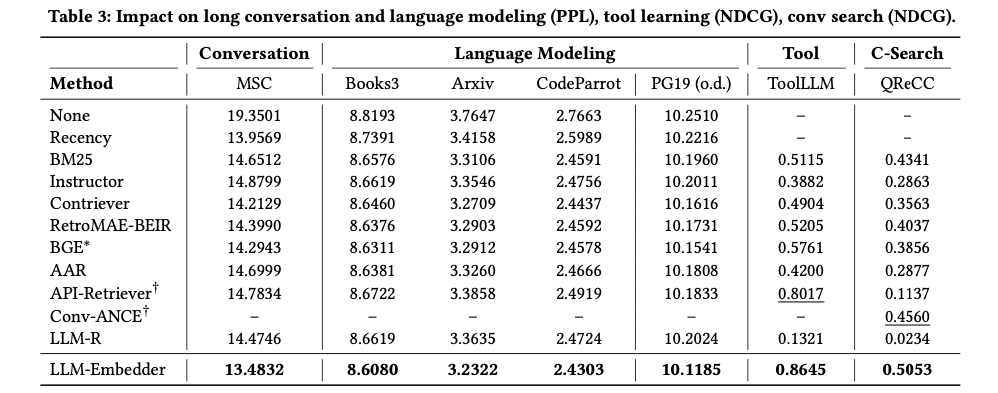 Table 3: Impact on long conversation and language modeling (PPL), tool learning (NDCG), conv search (NDCG).
Conversation Language Modeling Tool C-Search
Method MSC Books3 Arxiv CodeParrot PG19 (o.d.) ToolLLM QReCC
None 19.3501 8.8193 3.7647 2.7663 10.2510 – –
Recency 13.9569 8.7391 3.4158 2.5989 10.2216 – –
BM25 14.6512 8.6576 3.3106 2.4591 10.1960 0.5115 0.4341
Instructor 14.8799 8.6619 3.3546 2.4756 10.2011 0.3882 0.2863
Contriever 14.2129 8.6460 3.2709 2.4437 10.1616 0.4904 0.3563
RetroMAE-BEIR 14.3990 8.6376 3.2903 2.4592 10.1731 0.5205 0.4037
BGE* 14.2943 8.6311 3.2912 2.4578 10.1541 0.5761 0.3856
AAR 14.6999 8.6381 3.3260 2.4666 10.1808 0.4200 0.2877
API-Retriever† 14.7834 8.6722 3.3858 2.4919 10.1833 0.8017 0.1137
Conv-ANCE† – – – – – – 0.4560
LLM-R 14.4746 8.6619 3.3635 2.4724 10.2024 0.1321 0.0234
LLM-Embedder 13.4832 8.6080 3.2322 2.4303 10.1185 0.8645 0.5053